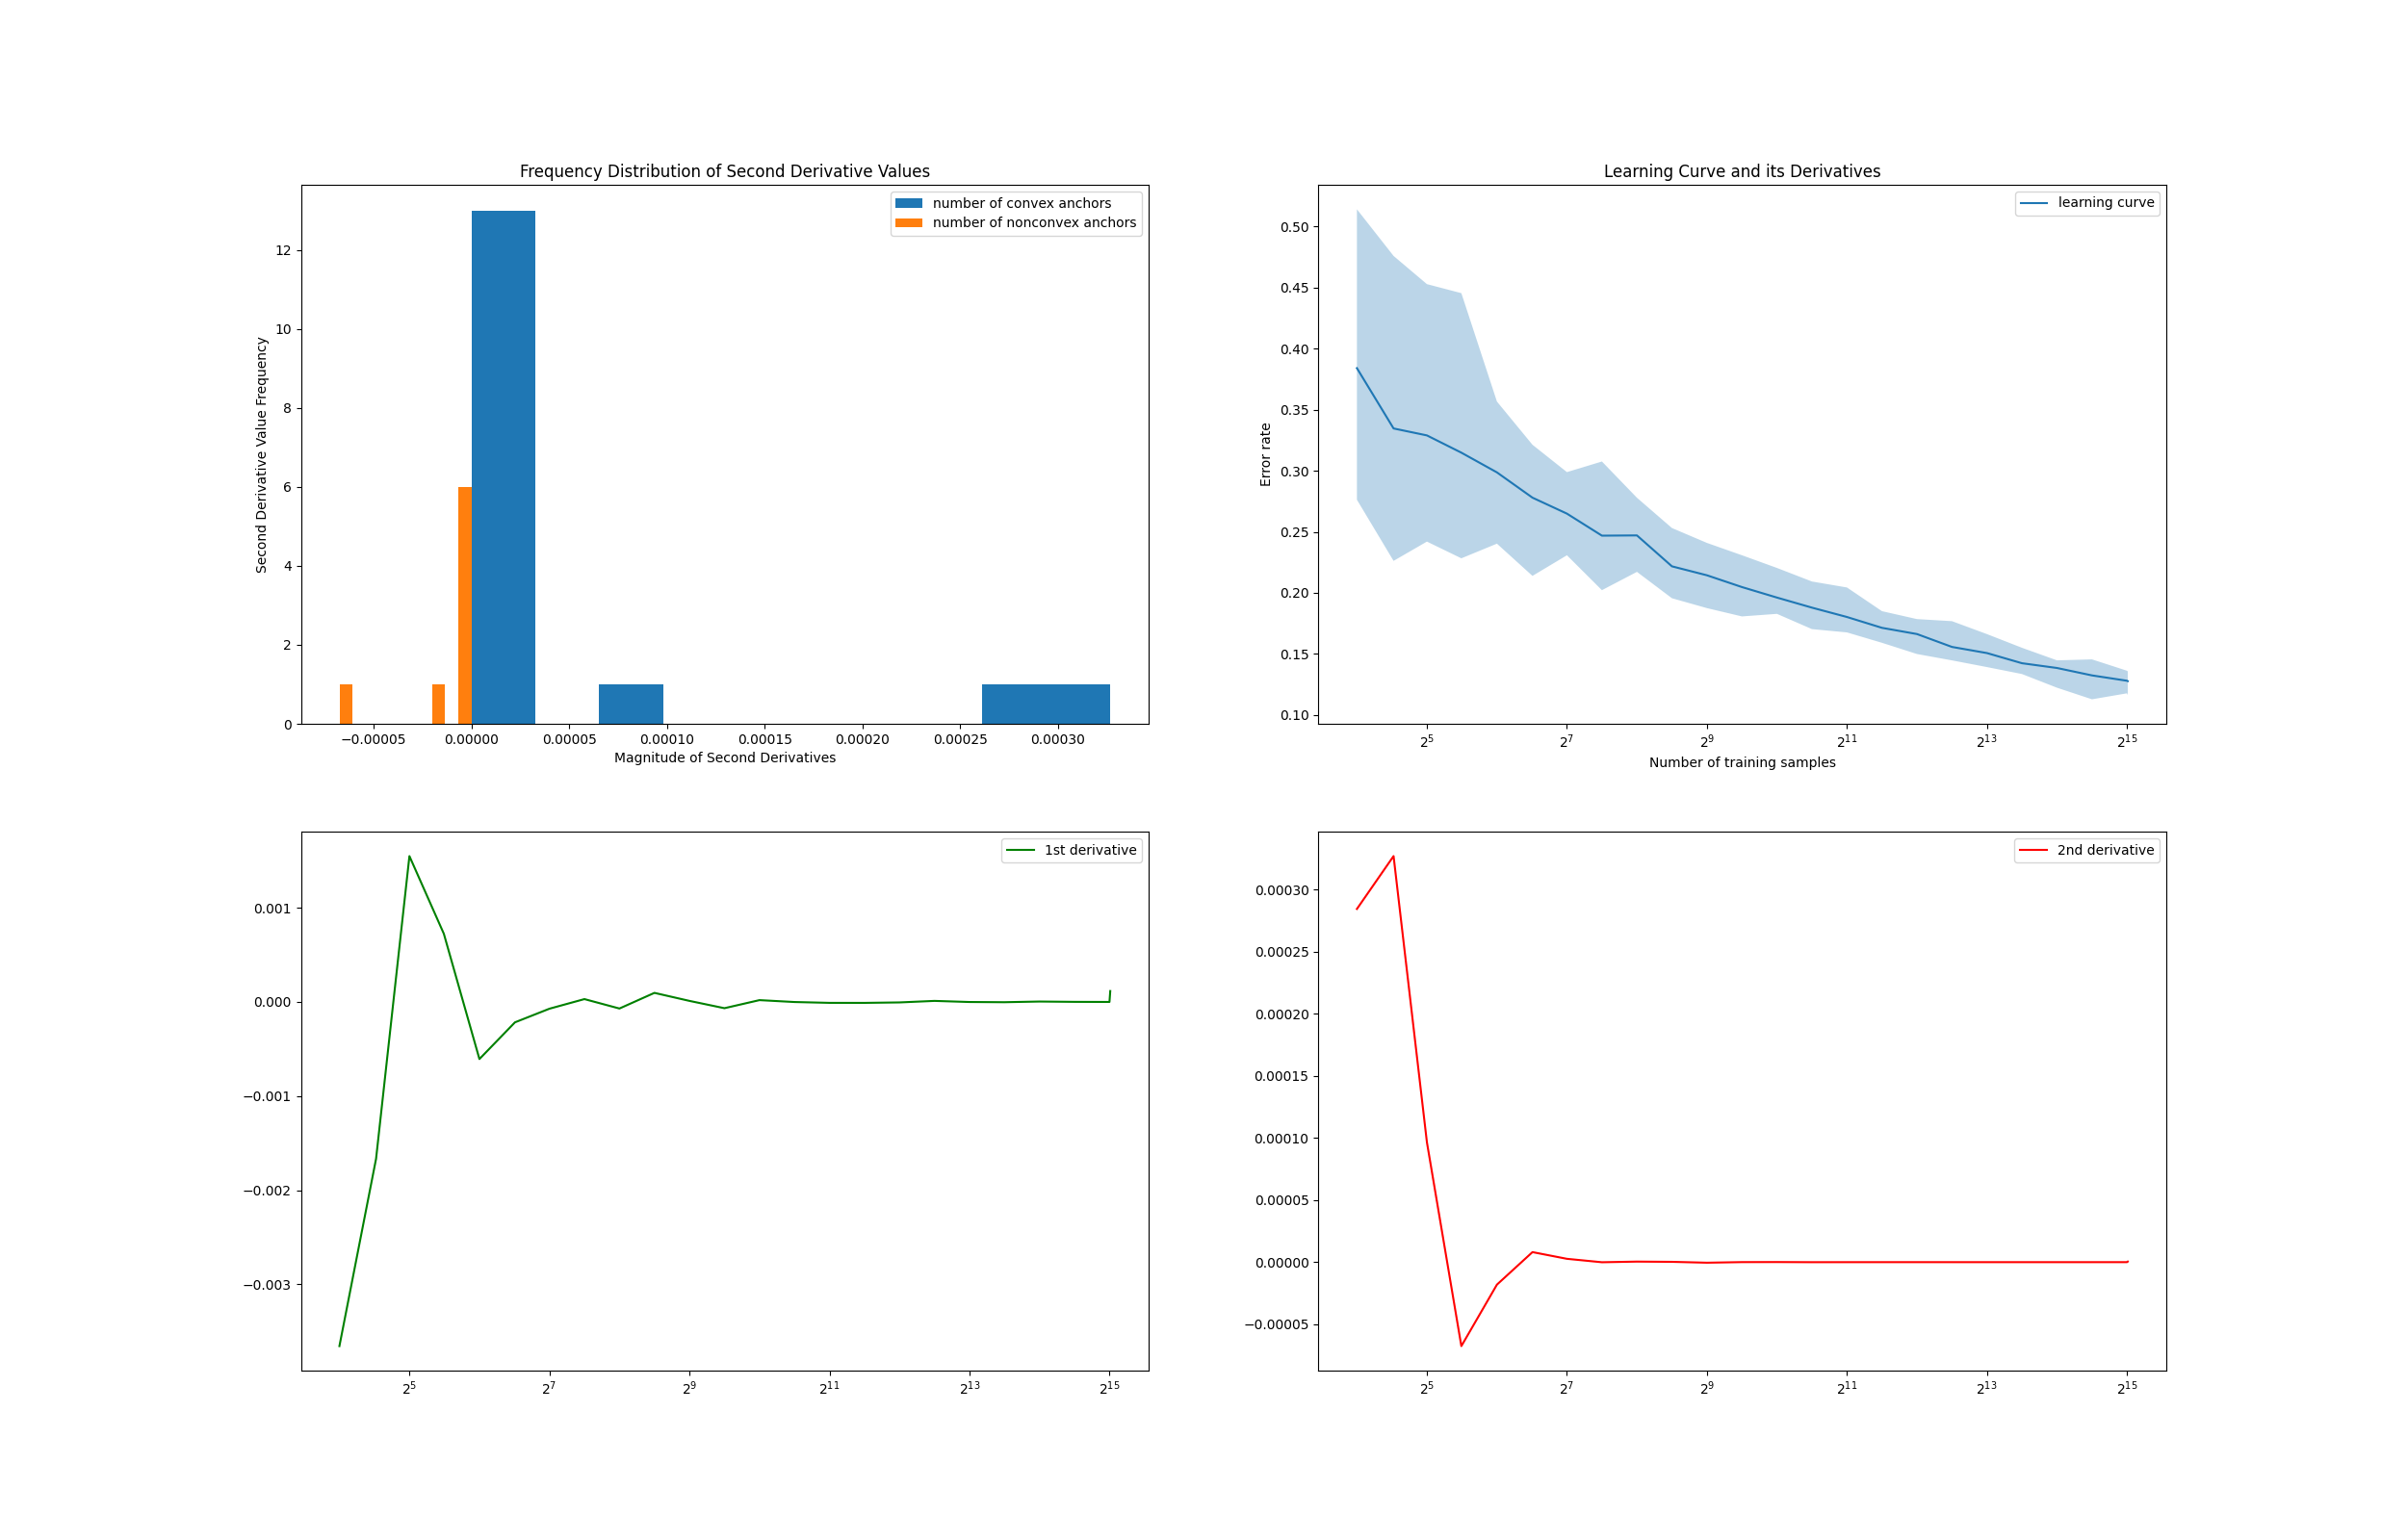 Frequency Distribution of Second Derivative Values
number of convex anchors
number of nonconvex anchors
Second Derivative Value Frequency
12
10
8
6
4
2
0
−0.00005 0.00000 0.00005 0.00010 0.00015 0.00020 0.00025 0.00030
Magnitude of Second Derivatives
Learning Curve and its Derivatives
learning curve
Error rate
0.50
0.45
0.40
0.35
0.30
0.25
0.20
0.15
0.10
2^5 2^7 2^9 2^11 2^13 2^15
Number of training samples
1st derivative
0.001
0.000
−0.001
−0.002
−0.003
2^5 2^7 2^9 2^11 2^13 2^15
2nd derivative
0.00030
0.00025
0.00020
0.00015
0.00010
0.00005
0.00000
−0.00005
2^5 2^7 2^9 2^11 2^13 2^15